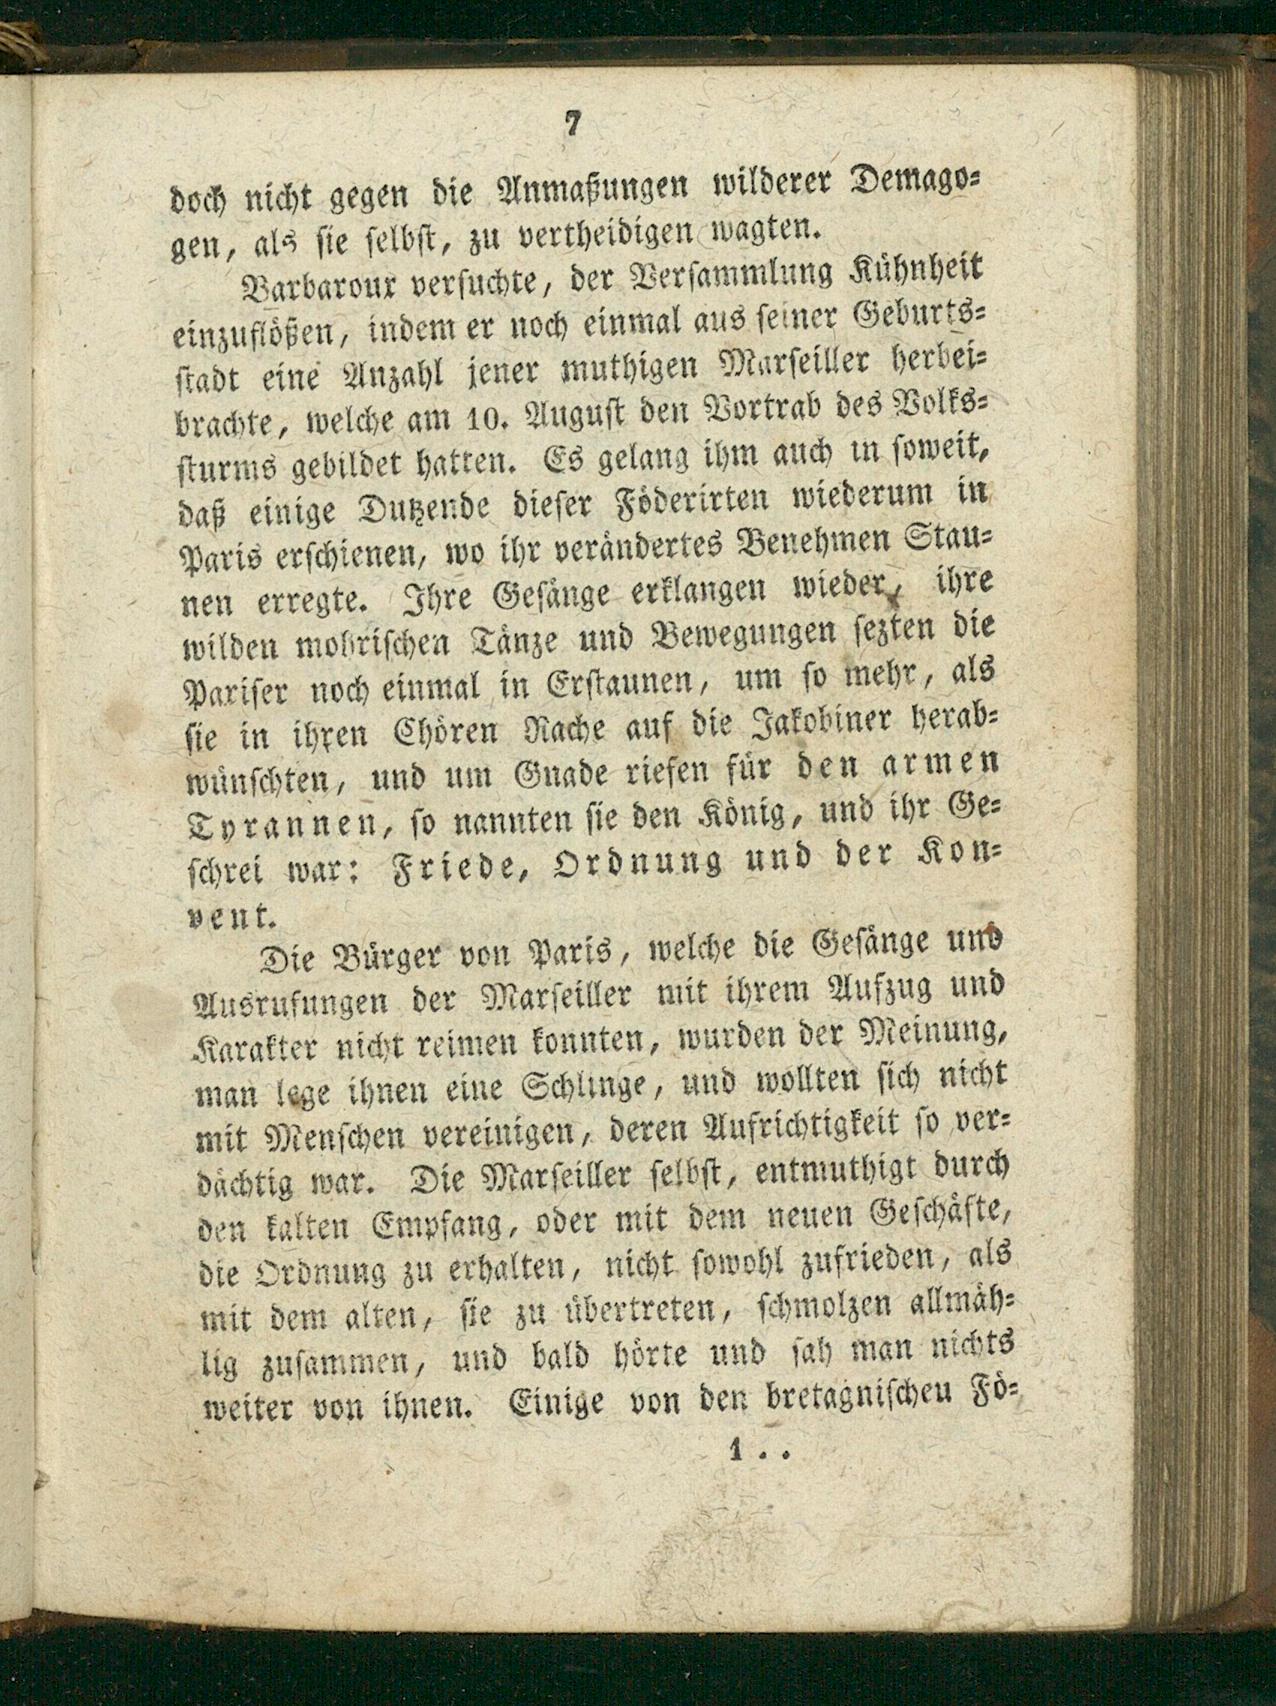 7
doch nicht gegen die Anmaßungen wilderer Demago-
gen, als sie selbst, zu vertheidigen wagten.
Barbaroux versuchte, der Versammlung Kühnheit
einzuflößen, indem er noch einmal aus seiner Geburts-
stadt eine Anzahl jener muthigen Marseiller herbei-
brachte, welche am 10. August den Vortrab des Volks-
sturms gebildet hatten. Es gelang ihm auch in soweit,
daß einige Dutzende dieser Föderirten wiederum in
Paris erschienen, wo ihr verändertes Benehmen Stau-
nen erregte. Ihre Gesänge erklangen wieder, ihre
wilden mohrischen Tänze und Bewegungen sezten die
Pariser noch einmal in Erstaunen, um so mehr, als
sie in ihren Chören Rache auf die Jakobiner herab-
wünschten, und um Gnade riefen für den armen
Tyrannen, so nannten sie den König, und ihr Ge-
schrei war: Friede, Ordnung und der Kon-
vent.
Die Bürger von Paris, welche die Gesänge und
Ausrufungen der Marseiller mit ihrem Aufzug und
Karakter nicht reimen konnten, wurden der Meinung,
man lege ihnen eine Schlinge, und wollten sich nicht
mit Menschen vereinigen, deren Aufrichtigkeit so ver-
dächtig war. Die Marseiller selbst, entmuthigt durch
den kalten Empfang, oder mit dem neuen Geschäfte,
die Ordnung zu erhalten, nicht sowohl zufrieden, als
mit dem alten, sie zu übertreten, schmolzen allmäh-
lig zusammen, und bald hörte und sah man nichts
weiter von ihnen. Einige von den bretagnischen Fö-
1..